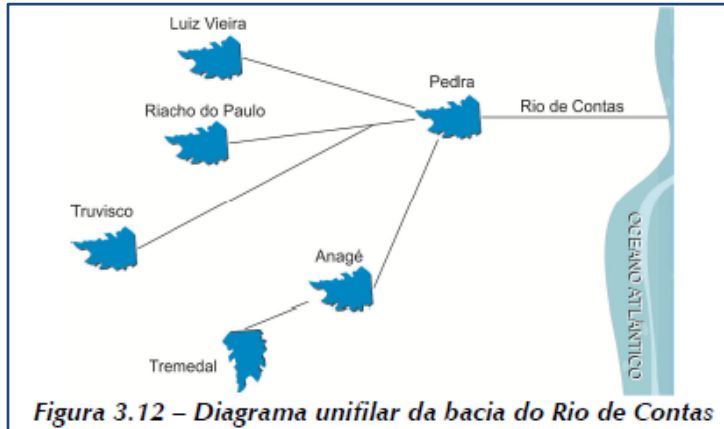 Luiz Vieira
Pedra
Riacho do Paulo
Rio de Contas
Truvisco
Anagé
Tremedal
OCEANO ATLÂNTICO
Figura 3.12 – Diagrama unifilar da bacia do Rio de Contas